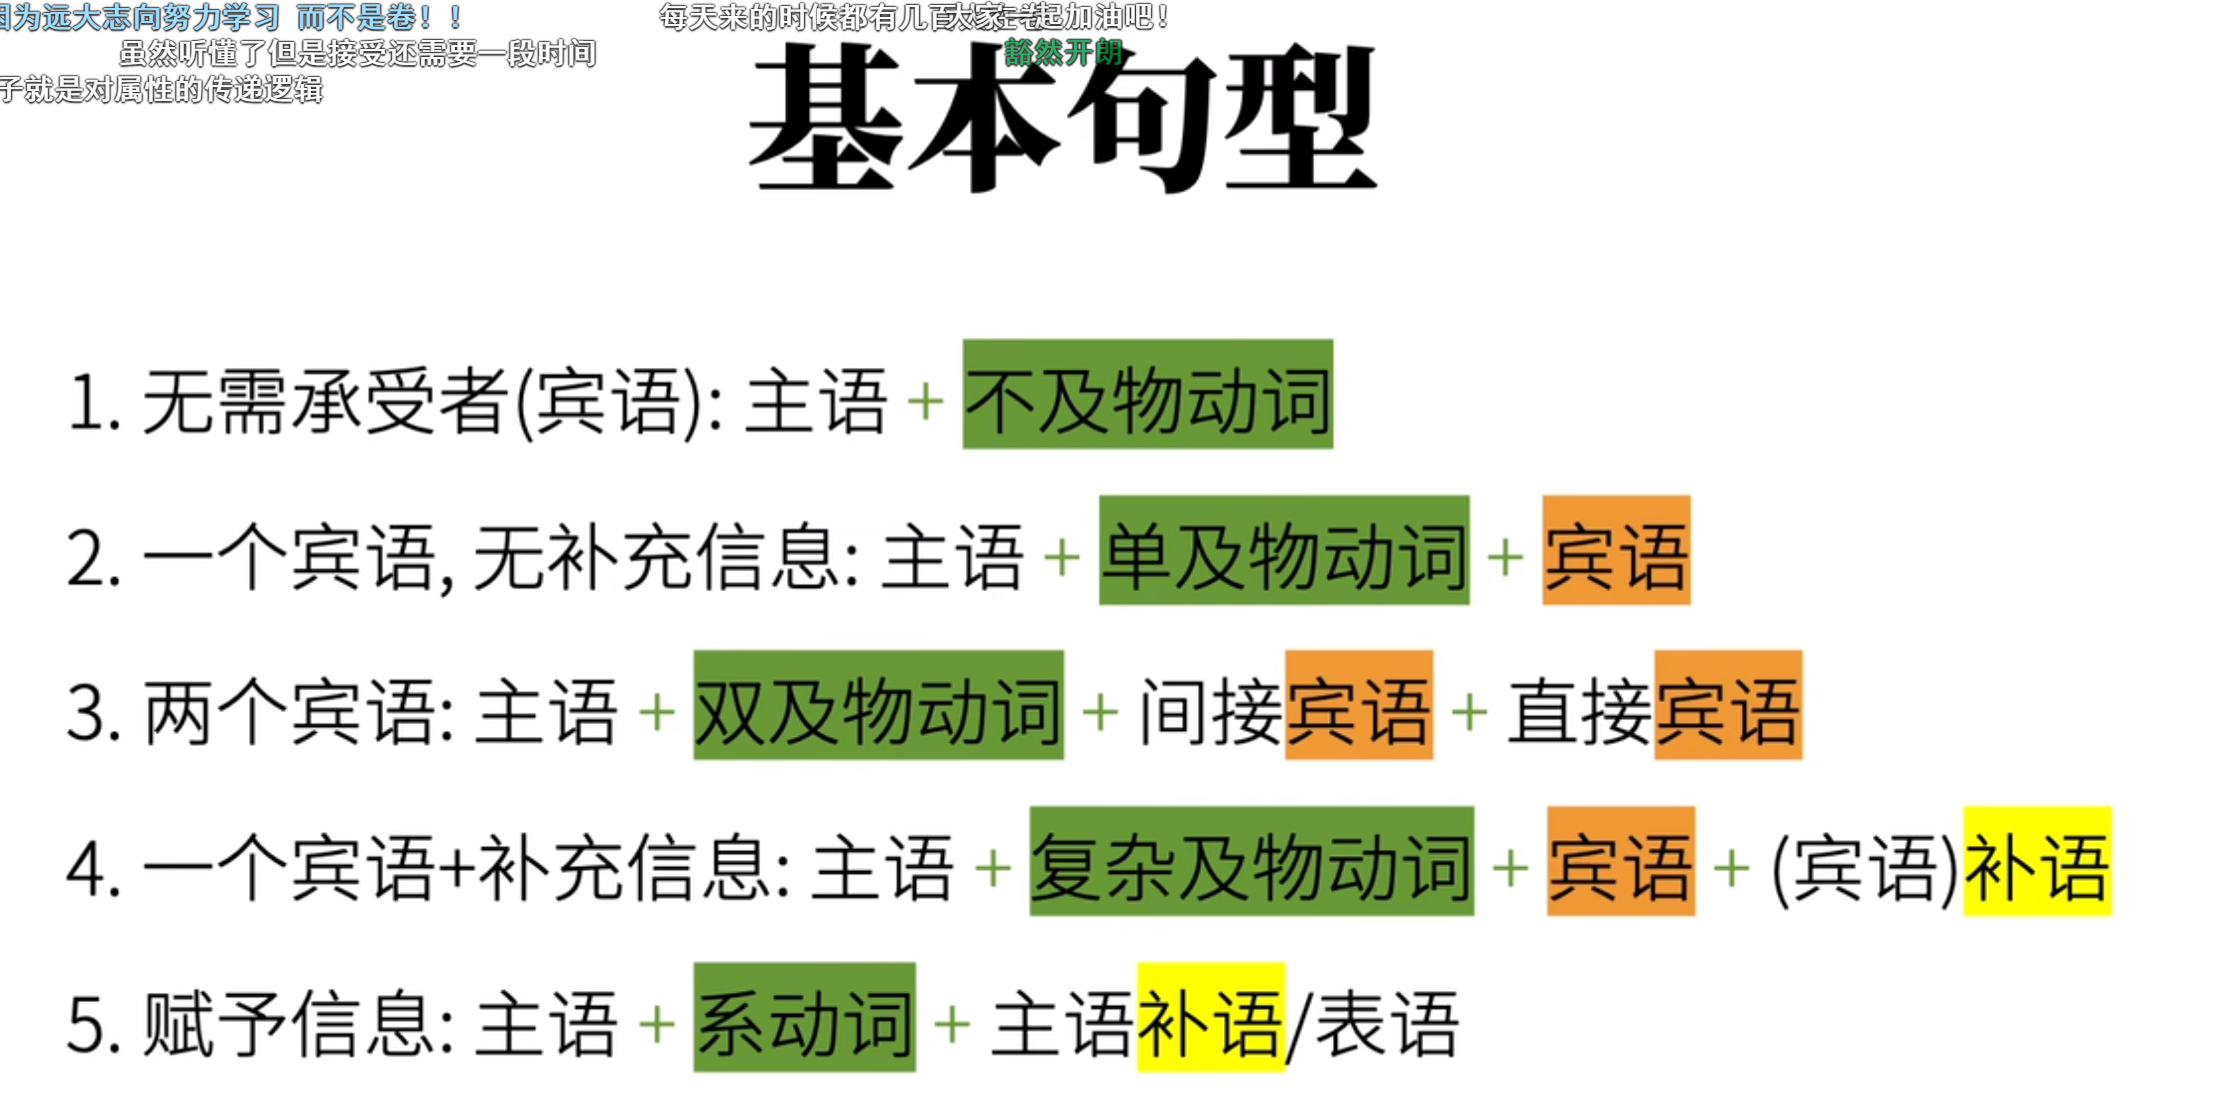 因为远大志向努力学习 而不是卷！！
每天来的时候都有几百
大家一起加油吧！
虽然听懂了但是接受还需要一段时间
豁然开朗
子就是对属性的传递逻辑
基本句型
1. 无需承受者(宾语): 主语 + 不及物动词
2. 一个宾语, 无补充信息: 主语 + 单及物动词 + 宾语
3. 两个宾语: 主语 + 双及物动词 + 间接宾语 + 直接宾语
4. 一个宾语+补充信息: 主语 + 复杂及物动词 + 宾语 + (宾语)补语
5. 赋予信息: 主语 + 系动词 + 主语补语/表语